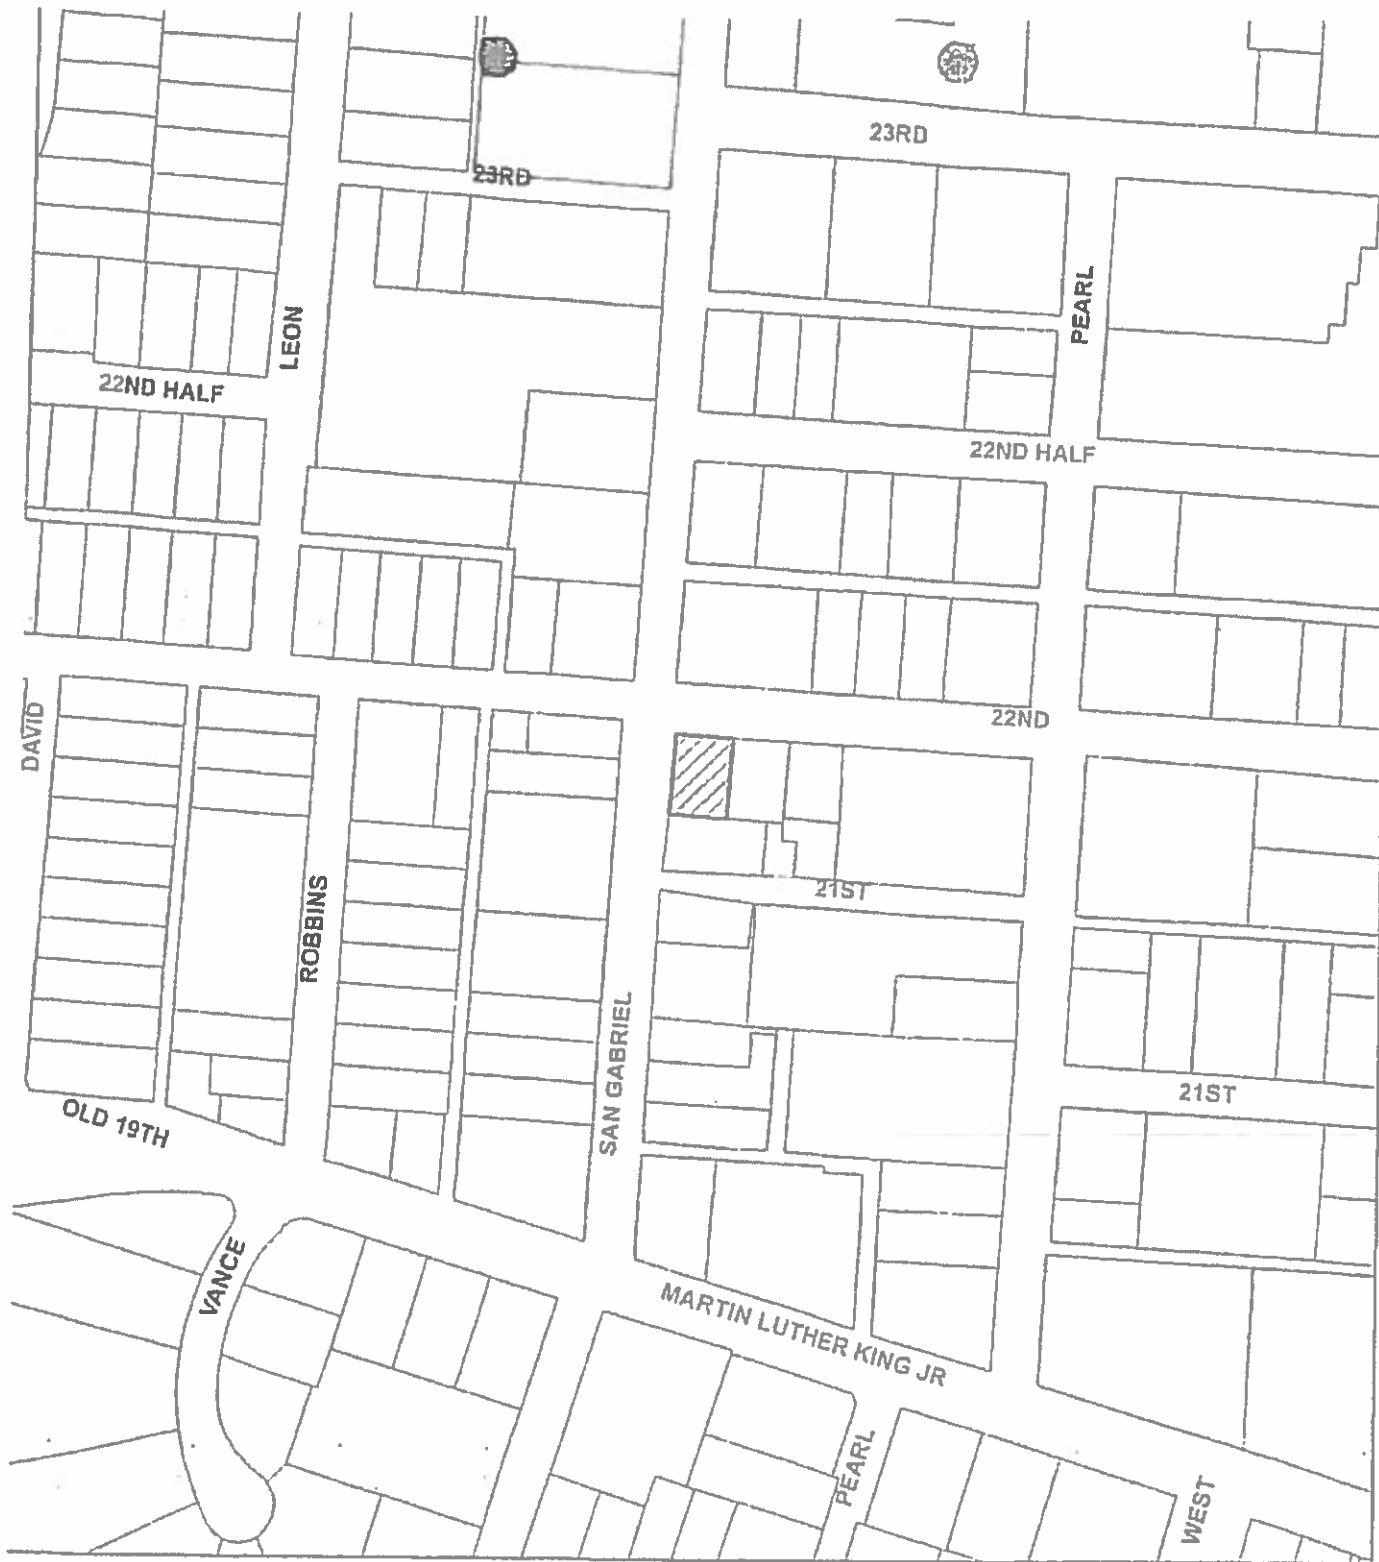 23RD
23RD
PEARL
LEON
22ND HALF
22ND HALF
22ND
DAVID
21ST
ROBBINS
SAN GABRIEL
21ST
OLD 19TH
VANCE
MARTIN LUTHER KING JR
PEARL
WEST